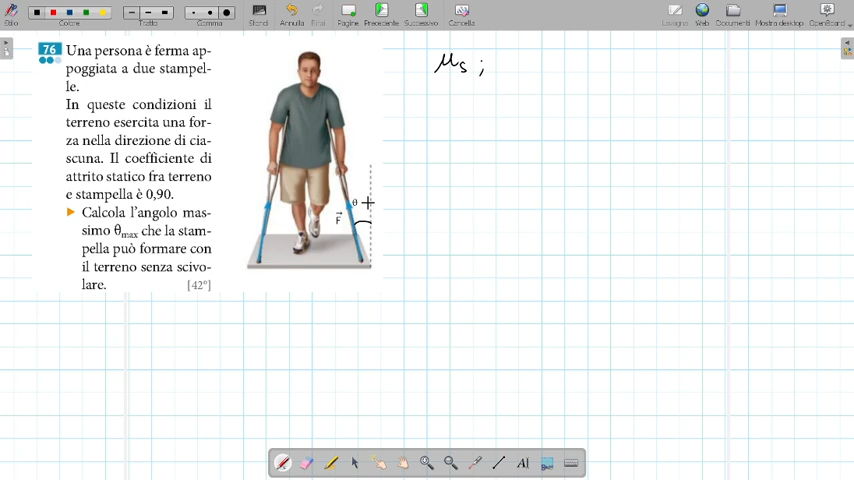 Stilo Colore Tratto Gomma Sfondi Annulla Rifai Pagine Precedente Successivo Cancella Lavagna Web Documenti Mostra desktop OpenBoard
76 Una persona è ferma ap-
poggiata a due stampel-
le.
In queste condizioni il
terreno esercita una for-
za nella direzione di cia-
scuna. Il coefficiente di
attrito statico fra terreno
e stampella è 0,90.
Calcola l'angolo mas-
simo θmax che la stam-
pella può formare con
il terreno senza scivo-
lare. [42°]
θ
F⃗
μs ;
AI